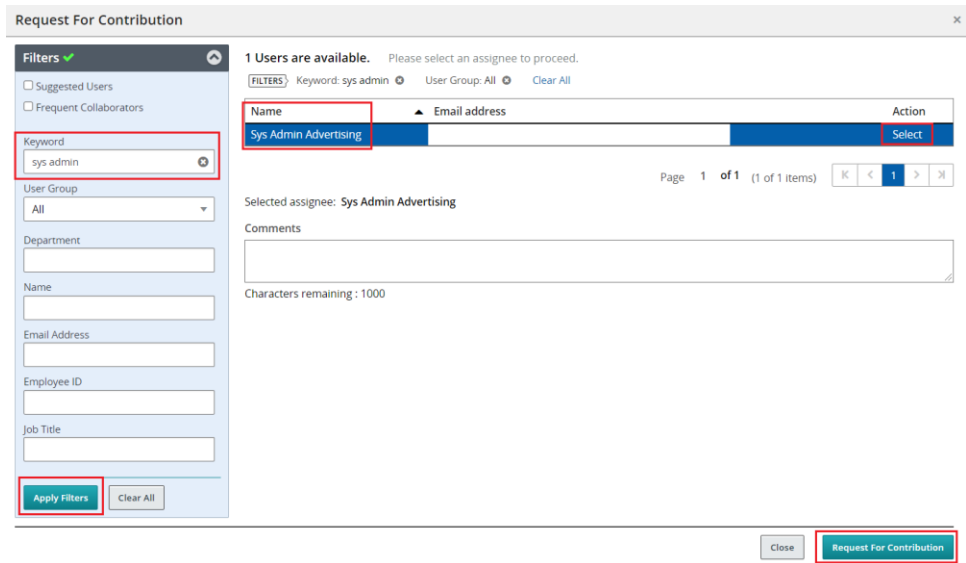 Request For Contribution
×
Filters
Suggested Users
Frequent Collaborators
Keyword
sys admin
User Group
All
Department
Name
Email Address
Employee ID
Job Title
Apply Filters
Clear All
1 Users are available. Please select an assignee to proceed.
FILTERS Keyword: sys admin User Group: All Clear All
Name Email address Action
Sys Admin Advertising Select
Page 1 of 1 (1 of 1 items) K < 1 > >|
Selected assignee: Sys Admin Advertising
Comments
Characters remaining : 1000
Close Request For Contribution